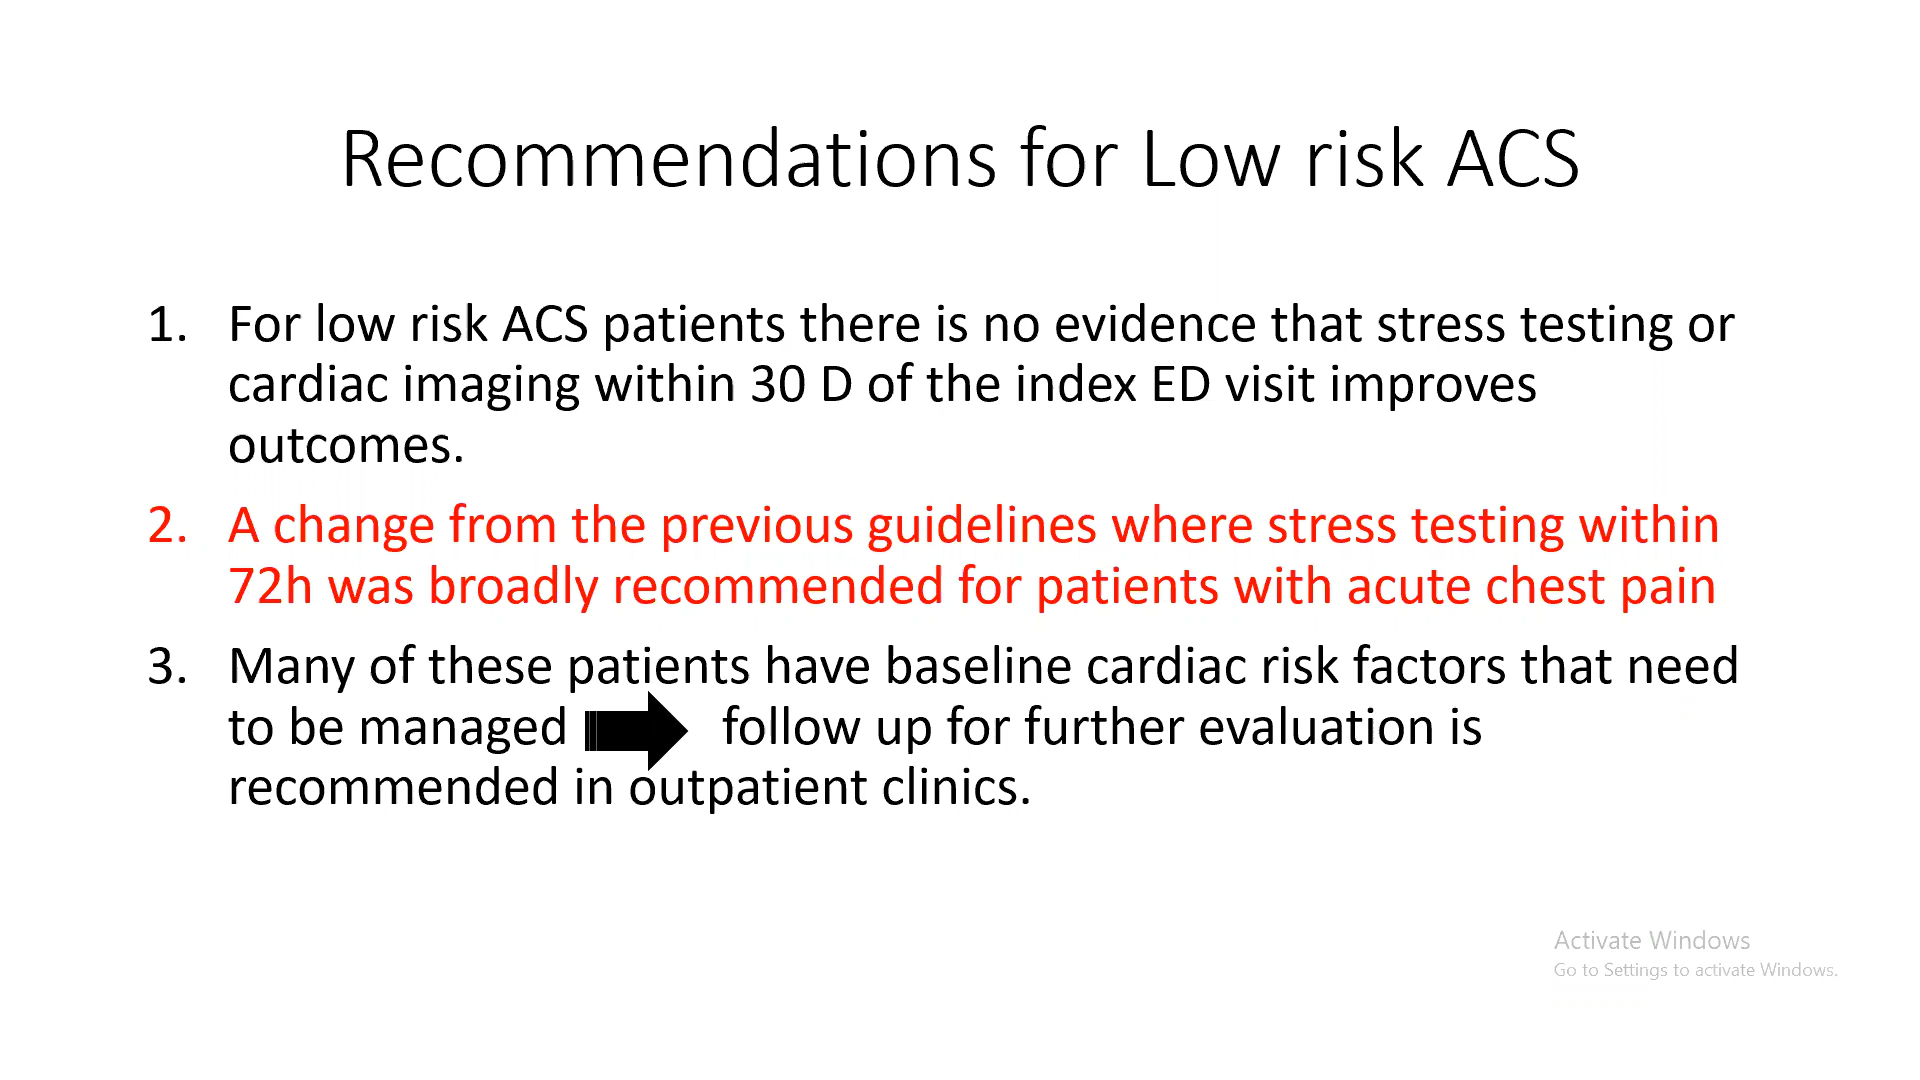 Recommendations for Low risk ACS
1. For low risk ACS patients there is no evidence that stress testing or
cardiac imaging within 30 D of the index ED visit improves
outcomes.
2. A change from the previous guidelines where stress testing within
72h was broadly recommended for patients with acute chest pain
3. Many of these patients have baseline cardiac risk factors that need
to be managed follow up for further evaluation is
recommended in outpatient clinics.
Activate Windows
Go to Settings to activate Windows.